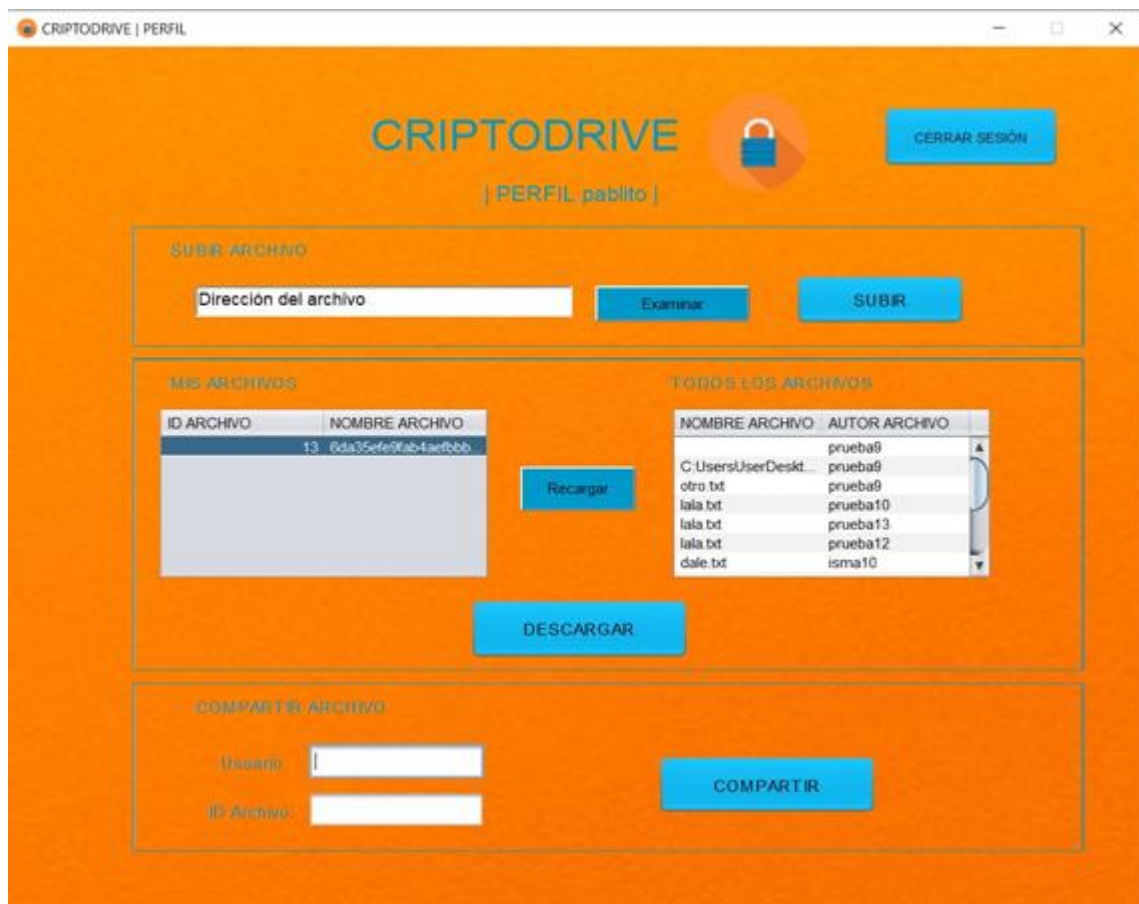 CRIPTODRIVE | PERFIL
CRIPTODRIVE
CERRAR SESIÓN
| PERFIL pablito |
SUBIR ARCHIVO
Dirección del archivo
Examinar
SUBIR
MIS ARCHIVOS
ID ARCHIVO NOMBRE ARCHIVO
13 6da35efe9fab4aefbbb...
Recargar
TODOS LOS ARCHIVOS
NOMBRE ARCHIVO AUTOR ARCHIVO
prueba9
C:UsersUserDeskt... prueba9
otro.txt prueba9
lala.txt prueba10
lala.txt prueba13
lala.txt prueba12
dale.txt isma10
DESCARGAR
COMPARTIR ARCHIVO
Usuario
ID Archivo:
COMPARTIR